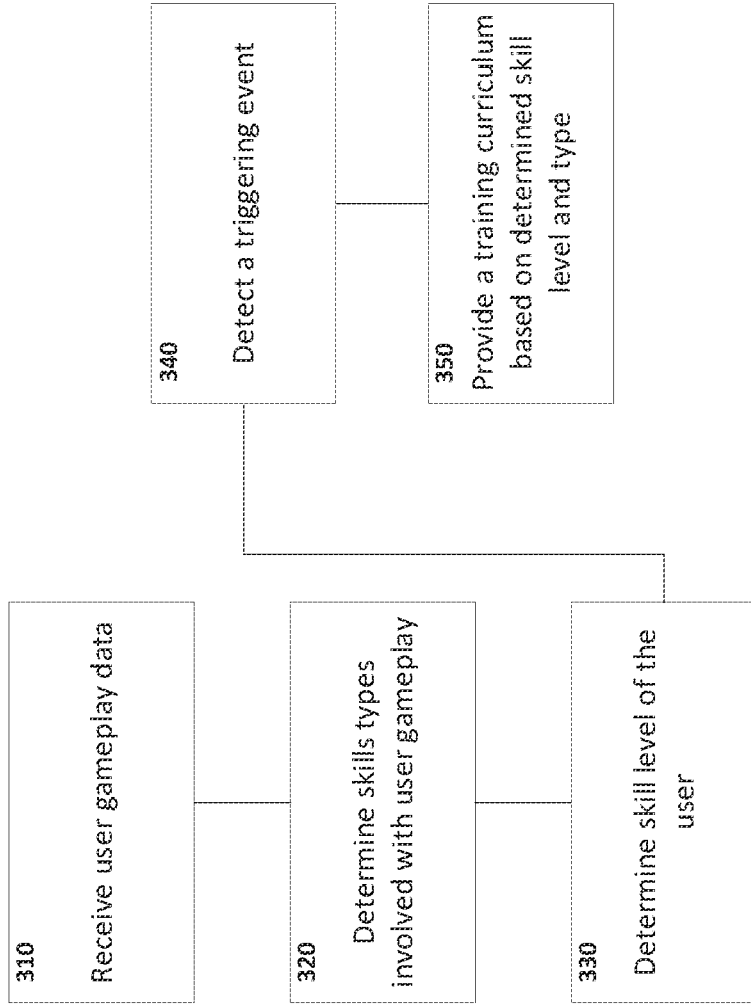 310
Receive user gameplay data
320
Determine skills types
involved with user gameplay
330
Determine skill level of the
user
340
Detect a triggering event
350
Provide a training curriculum
based on determined skill
level and type